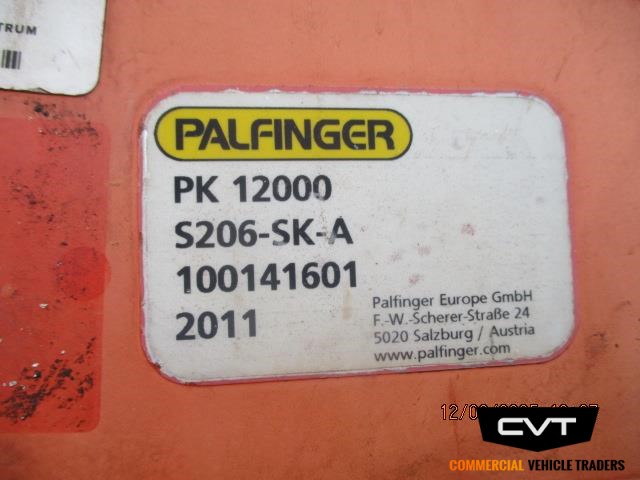 TRUM
PALFINGER
PK 12000
S206-SK-A
100141601
2011
Palfinger Europe GmbH
F.-W.-Scherer-Straße 24
5020 Salzburg / Austria
www.palfinger.com
CVT
COMMERCIAL VEHICLE TRADERS